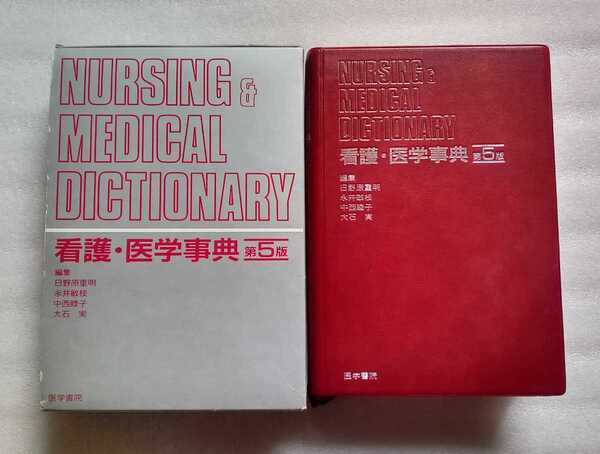 NURSING &
MEDICAL
DICTIONARY
看護・医学事典 第5版
編集
日野原重明
永井敏枝
中西睦子
大石 実
医学書院
NURSING &
MEDICAL
DICTIONARY
看護・医学事典 第5版
編集
日野原重明
永井敏枝
中西睦子
大石 実
医学書院